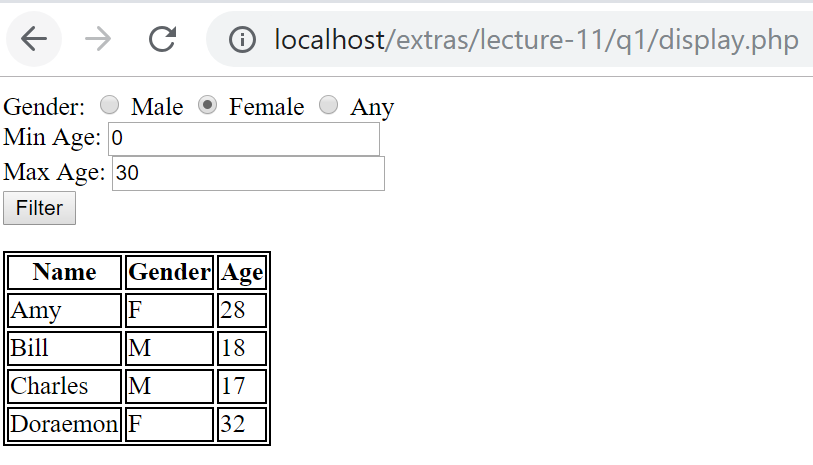 localhost/extras/lecture-11/q1/display.php
Gender: Male Female Any
Min Age: 0
Max Age: 30
Filter
Name Gender Age
Amy F 28
Bill M 18
Charles M 17
Doraemon F 32